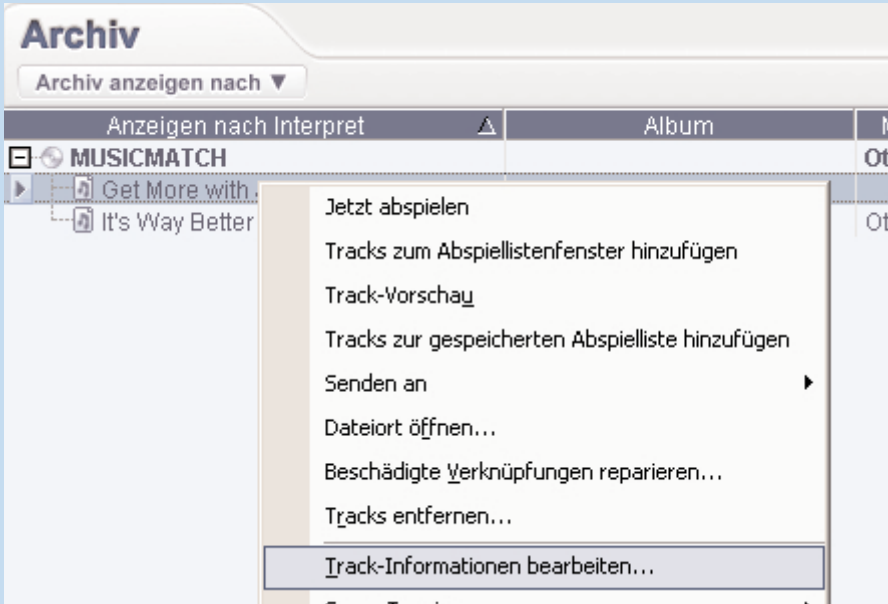 Archiv
Archiv anzeigen nach ▼
Anzeigen nach Interpret
Album
MUSICMATCH
Ot
Get More with
It's Way Better
Ot
Jetzt abspielen
Tracks zum Abspiellistenfenster hinzufügen
Track-Vorschau
Tracks zur gespeicherten Abspielliste hinzufügen
Senden an
Dateiort öffnen...
Beschädigte Verknüpfungen reparieren...
Tracks entfernen...
Track-Informationen bearbeiten...